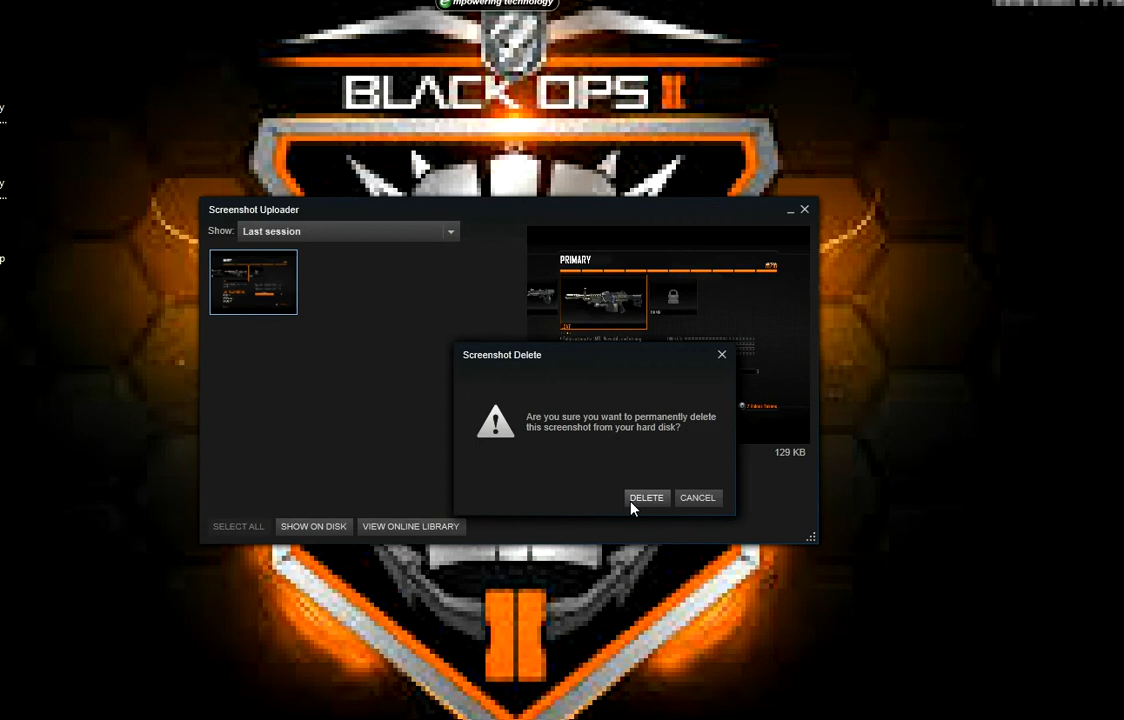 mpowering technology
BLACK OPS II
y
...
y
...
p
Screenshot Uploader
Show: Last session
PRIMARY
Screenshot Delete
Are you sure you want to permanently delete
this screenshot from your hard disk?
129 KB
DELETE CANCEL
SELECT ALL SHOW ON DISK VIEW ONLINE LIBRARY